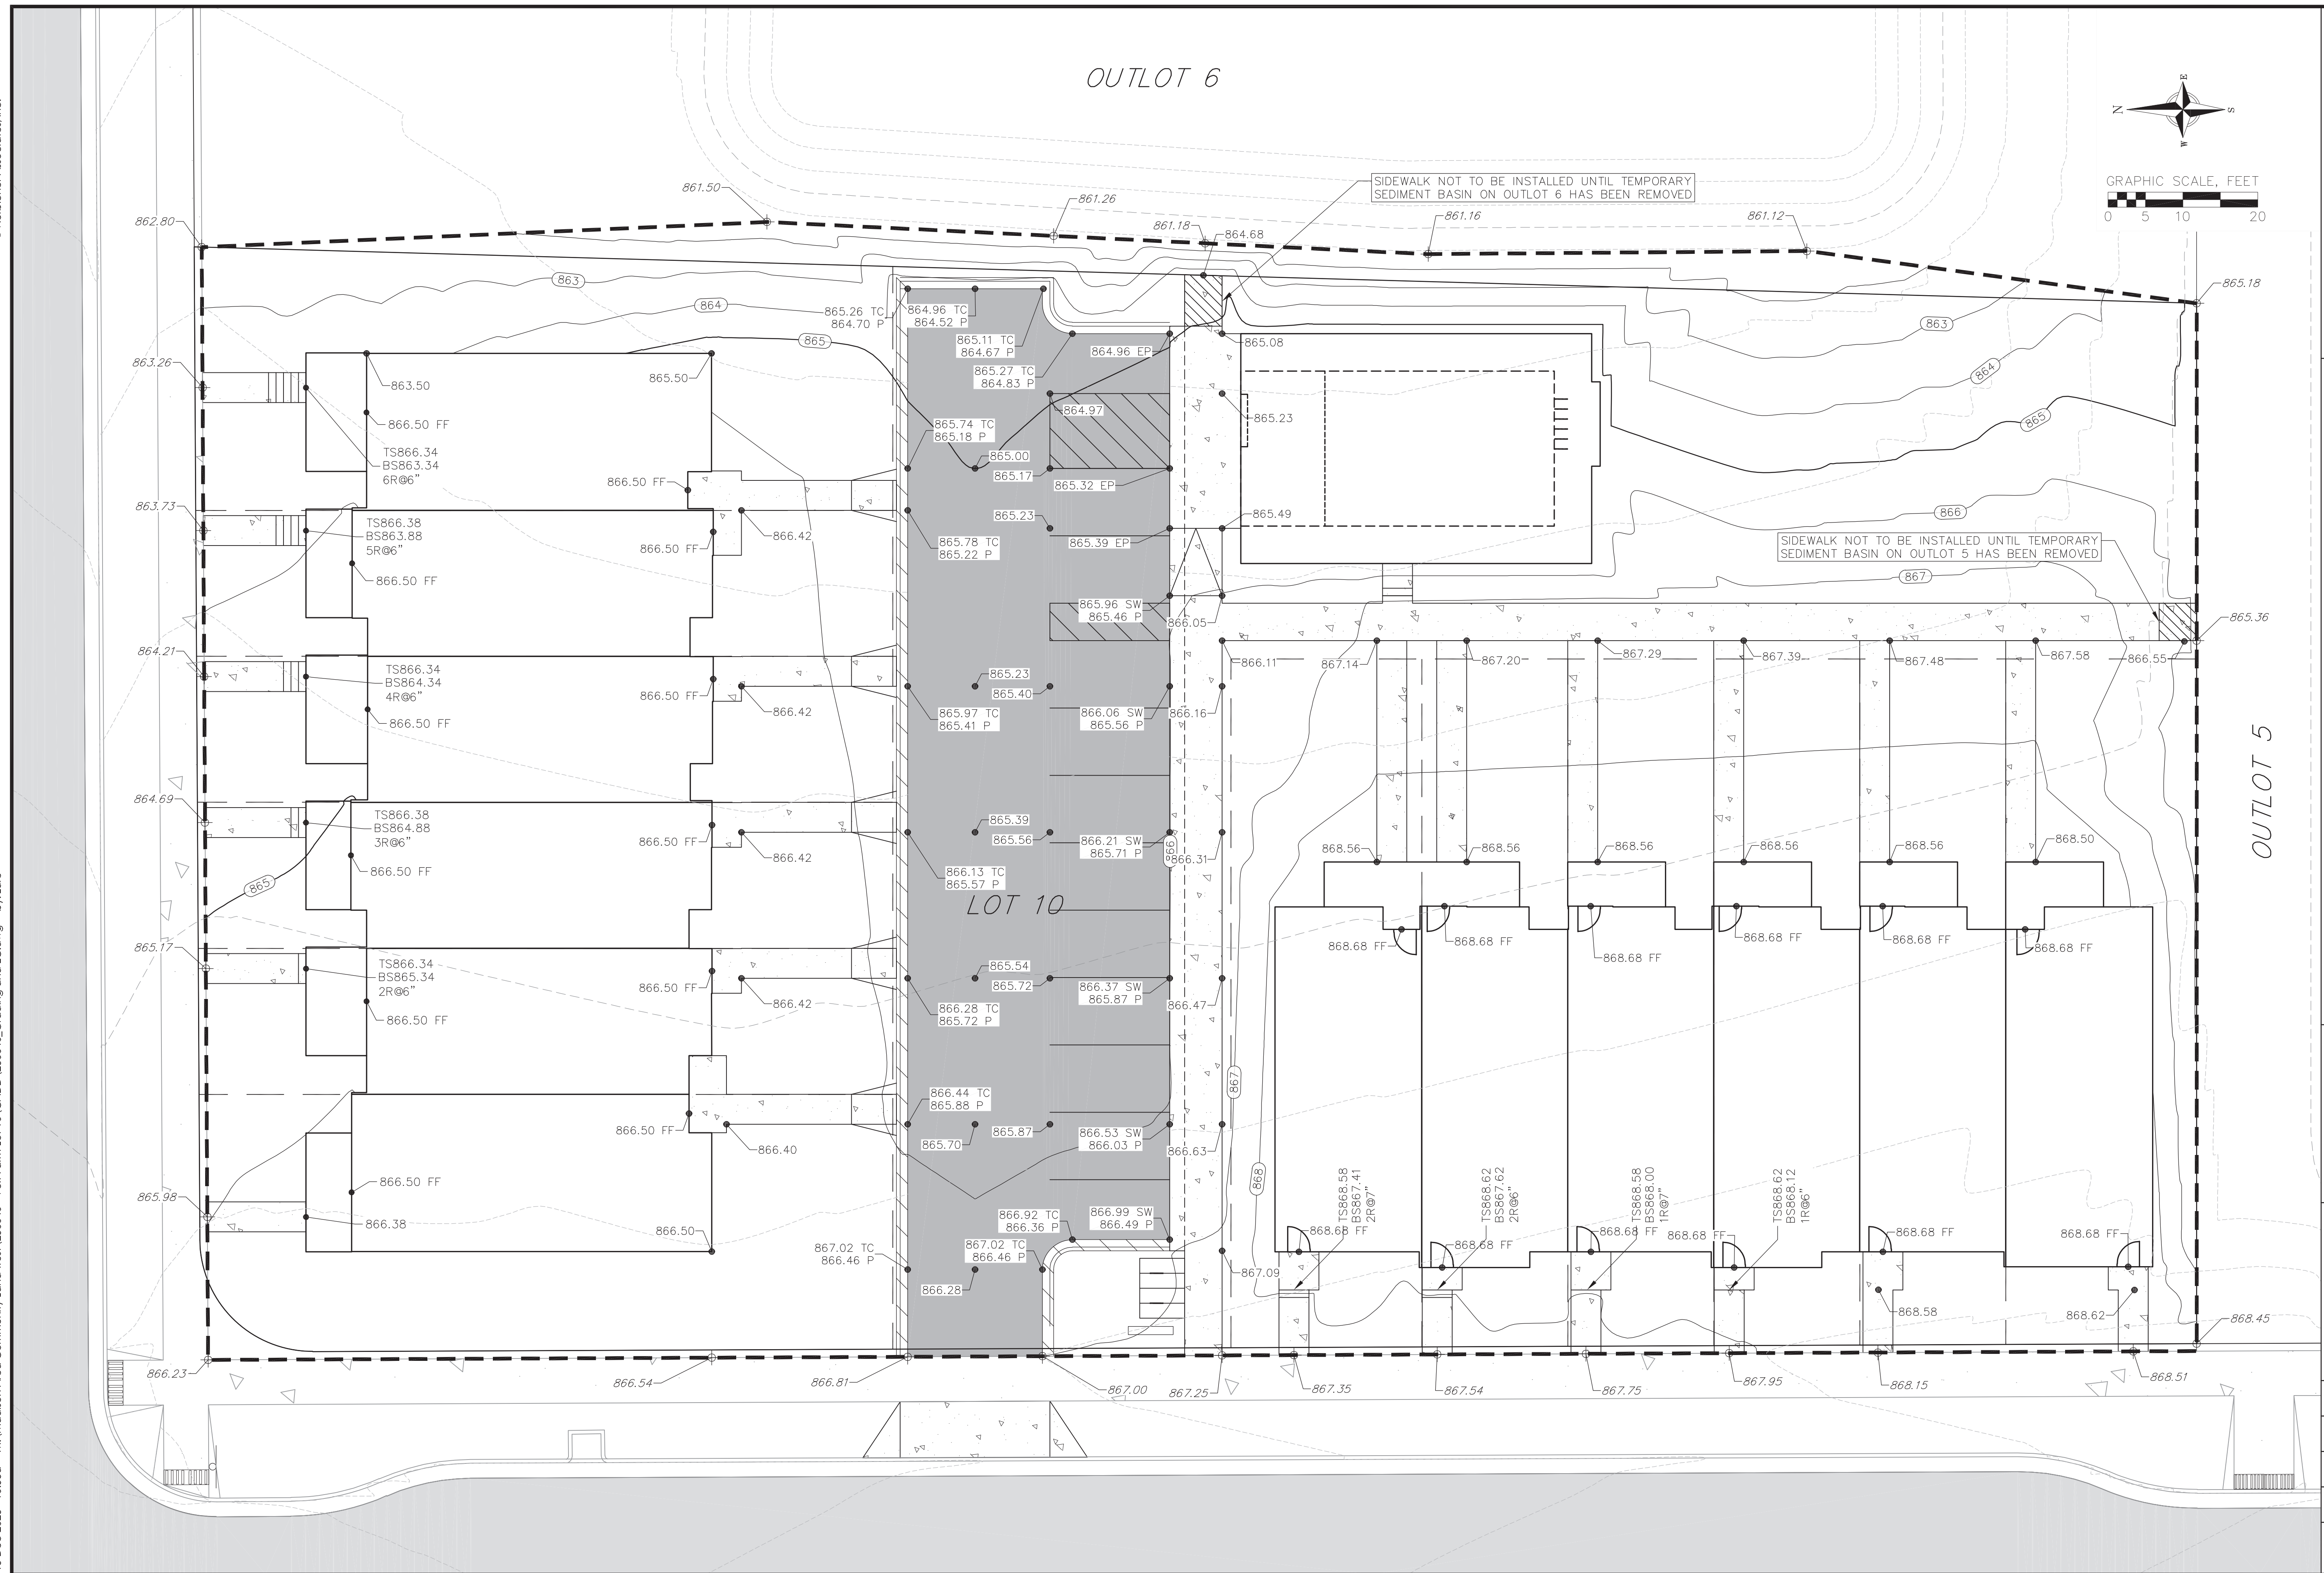 OUTLOT 6
E
N
S
W
GRAPHIC SCALE, FEET
0 5 10 20
SIDEWALK NOT TO BE INSTALLED UNTIL TEMPORARY
SEDIMENT BASIN ON OUTLOT 6 HAS BEEN REMOVED
861.50
862.80
861.26
861.18
864.68
861.16
861.12
865.18
863
864
865.26 TC
864.70 P
864.96 TC
864.52 P
865.11 TC
864.67 P
864.96 EP
865.08
863
865
863.26
863.50
865.50
865.27 TC
864.83 P
864
866.50 FF
864.97
865.23
865
TS866.34
BS863.34
6R@6"
865.74 TC
865.18 P
865.00
865.17
865.32 EP
866.50 FF
863.73
TS866.38
BS863.88
5R@6"
866.50 FF
866.42
865.23
865.49
866
865.78 TC
865.22 P
865.39 EP
SIDEWALK NOT TO BE INSTALLED UNTIL TEMPORARY
SEDIMENT BASIN ON OUTLOT 5 HAS BEEN REMOVED
866.50 FF
867
865.96 SW
865.46 P
866.05
865.36
864.21
TS866.34
BS864.34
4R@6"
866.50 FF
865.23
865.40
866.11
867.14
867.20
867.29
867.39
867.48
867.58
866.55
866.50 FF
866.42
865.97 TC
865.41 P
866.06 SW
865.56 P
866.16
OUTLOT 5
864.69
TS866.38
BS864.88
3R@6"
866.50 FF
865.39
865.56
866.21 SW
865.71 P
866
866.31
868.56
868.56
868.56
868.56
868.56
868.50
866.42
866.50 FF
866.13 TC
865.57 P
865
LOT 10
865.17
868.68 FF
868.68 FF
868.68 FF
868.68 FF
868.68 FF
868.68 FF
TS866.34
BS865.34
2R@6"
866.50 FF
865.54
865.72
866.37 SW
865.87 P
866.47
866.42
866.50 FF
866.28 TC
865.72 P
867
866.44 TC
865.88 P
866.50 FF
865.70
865.87
866.53 SW
866.03 P
866.63
866.40
868
866.50 FF
865.98
866.38
866.50
866.92 TC
866.36 P
866.99 SW
866.49 P
TS868.58
BS867.41
2R@7"
TS868.62
BS867.62
2R@6"
TS868.58
BS868.00
1R@7"
TS868.62
BS868.12
1R@6"
868.68 FF
868.68 FF
868.68 FF
868.68 FF
868.68 FF
868.68 FF
867.02 TC
866.46 P
867.02 TC
866.46 P
866.28
867.09
868.58
868.62
868.45
866.23
866.54
866.81
867.00
867.25
867.35
867.54
867.75
867.95
868.15
868.51